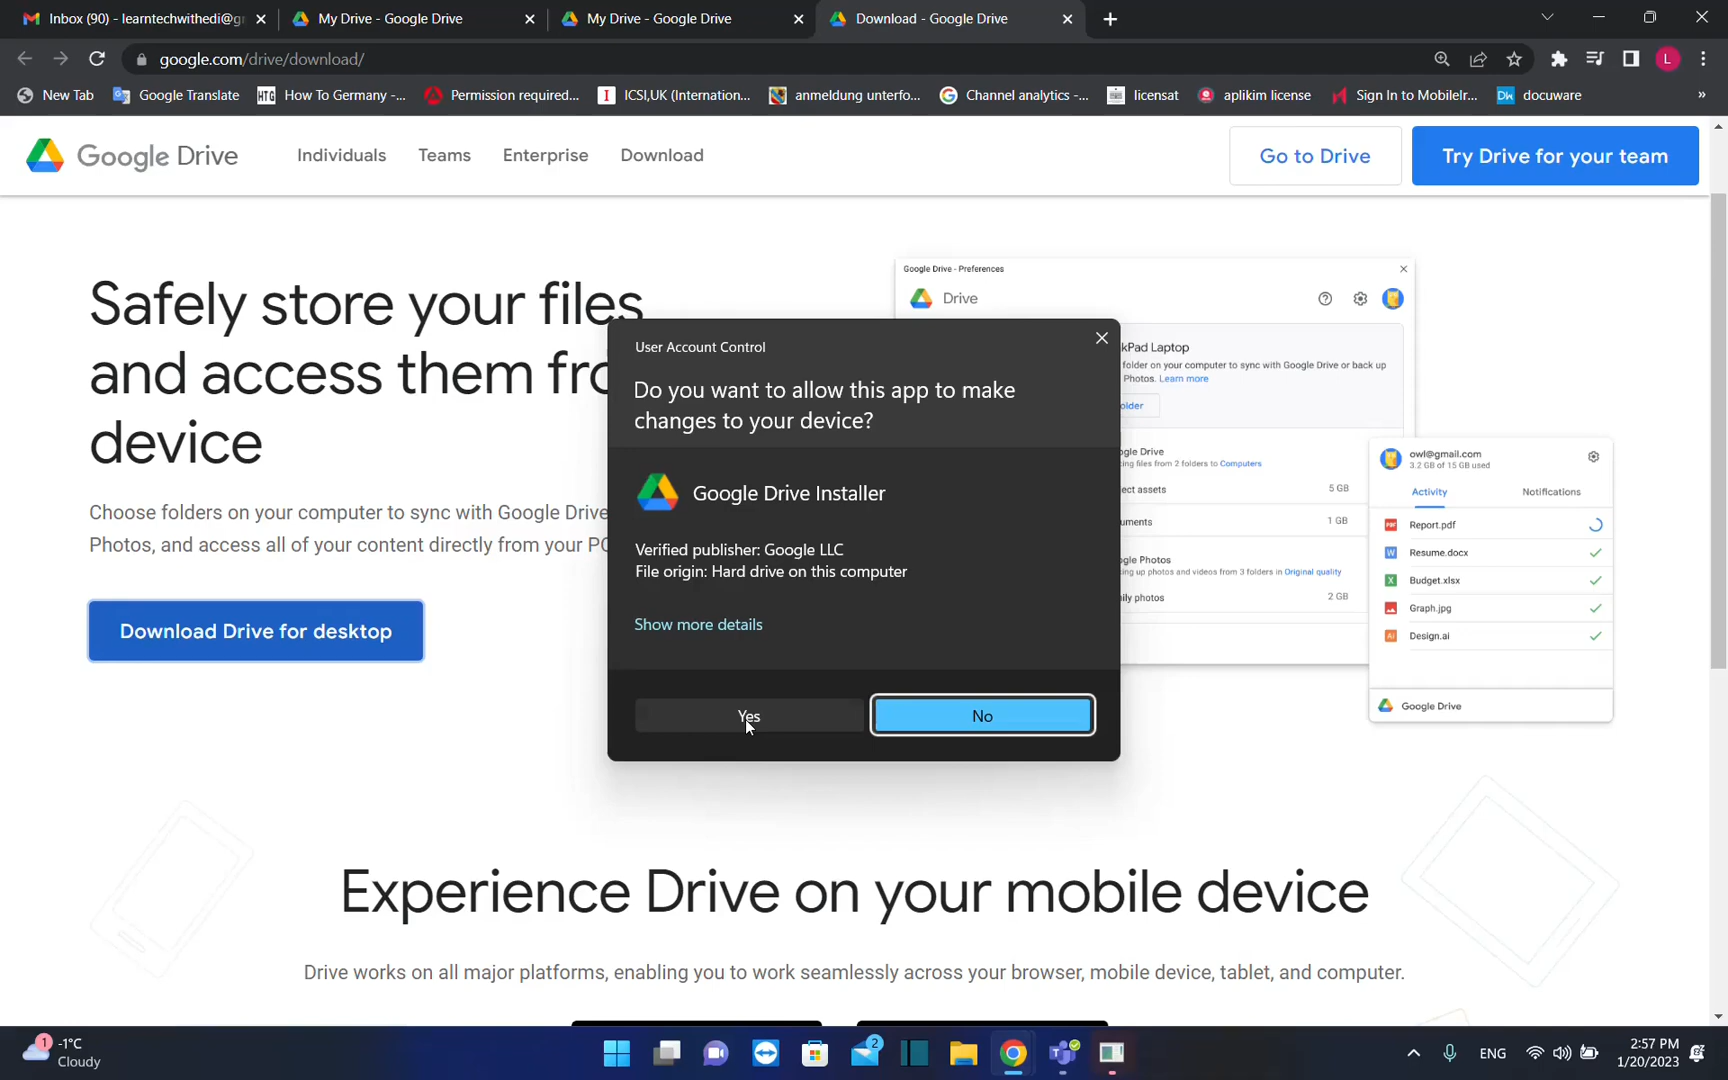 Inbox (90) - learntechwithedi@g
My Drive - Google Drive
My Drive - Google Drive
Download - Google Drive
google.com/drive/download/
L
New Tab
Google Translate
HTG How To Germany -...
Permission required...
ICSI,UK (Internation...
anmeldung unterfo...
Channel analytics -...
licensat
aplikim license
Sign In to MobileIr...
DW docuware
»
Google Drive
Individuals
Teams
Enterprise
Download
Go to Drive
Try Drive for your team
Safely store your files
and access them fro
device
Choose folders on your computer to sync with Google Drive
Photos, and access all of your content directly from your PC
Download Drive for desktop
Google Drive - Preferences
Drive
kPad Laptop
folder on your computer to sync with Google Drive or back up
Photos. Learn more
older
gle Drive
ing files from 2 folders to Computers
ect assets 5 GB
uments 1 GB
gle Photos
ing up photos and videos from 3 folders in Original quality
ily photos 2 GB
owl@gmail.com
3.2 GB of 15 GB used
Activity
Notifications
Report.pdf
Resume.docx
Budget.xlsx
Graph.jpg
Design.ai
Google Drive
User Account Control
Do you want to allow this app to make
changes to your device?
Google Drive Installer
Verified publisher: Google LLC
File origin: Hard drive on this computer
Show more details
Yes
No
Experience Drive on your mobile device
Drive works on all major platforms, enabling you to work seamlessly across your browser, mobile device, tablet, and computer.
1
-1°C
Cloudy
2
ENG
2:57 PM
1/20/2023